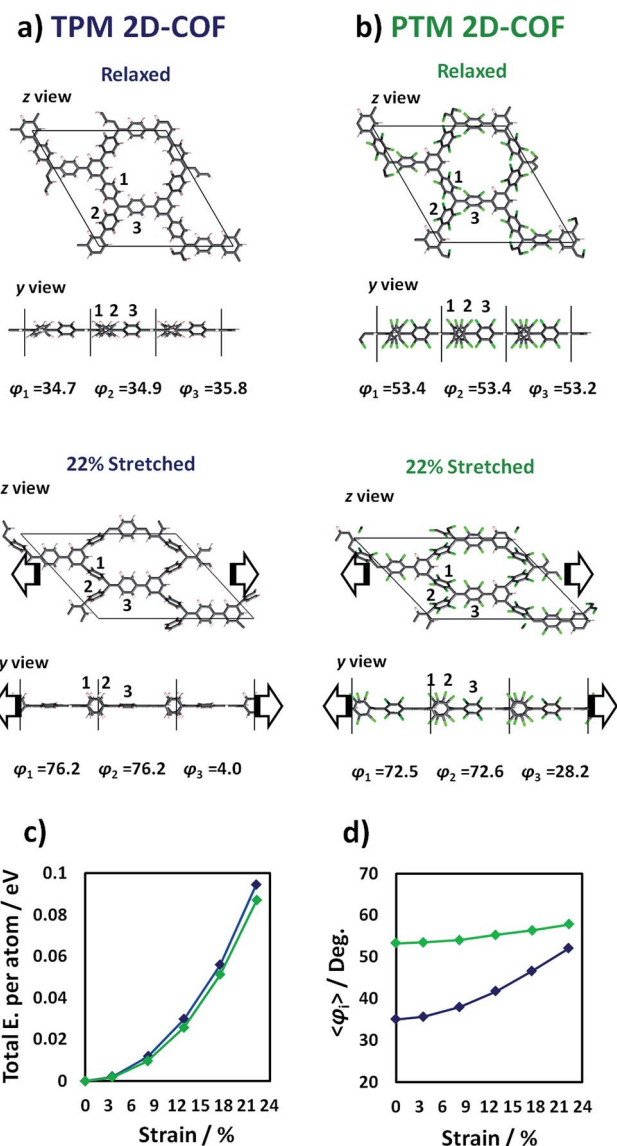 a) TPM 2D-COF
Relaxed
z view
1
2
3
y view
1 2 3
φ1 =34.7 φ2 =34.9 φ3 =35.8
22% Stretched
z view
1
2
3
y view
1 2
3
φ1 =76.2 φ2 =76.2 φ3 =4.0
b) PTM 2D-COF
Relaxed
z view
1
2
3
y view
1 2 3
φ1 =53.4 φ2 =53.4 φ3 =53.2
22% Stretched
z view
1
2
3
y view
1 2
3
φ1 =72.5 φ2 =72.6 φ3 =28.2
c)
Total E. per atom / eV
0.1
0.08
0.06
0.04
0.02
0
0 3 6 9 12 15 18 21 24
Strain / %
d)
<φi> / Deg.
70
60
50
40
30
20
0 3 6 9 12 15 18 21 24
Strain / %